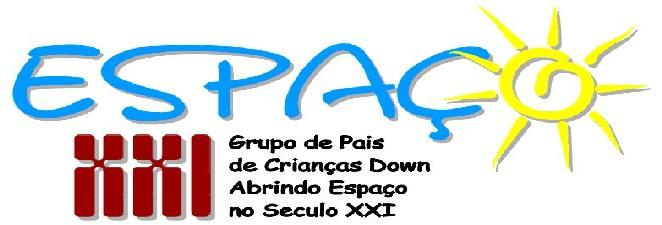 ESPAÇO
XXI
Grupo de Pais
de Crianças Down
Abrindo Espaço
no Seculo XXI